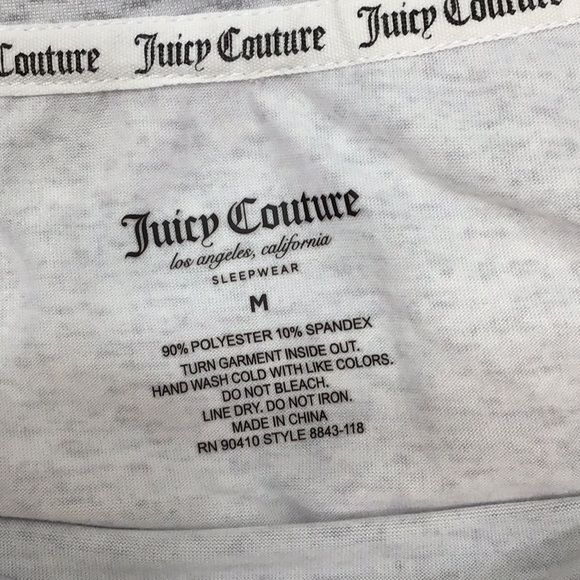 Couture Juicy Couture Juicy Couture
Juicy Couture
los angeles, california
SLEEPWEAR
M
90% POLYESTER 10% SPANDEX
TURN GARMENT INSIDE OUT.
HAND WASH COLD WITH LIKE COLORS.
DO NOT BLEACH.
LINE DRY. DO NOT IRON.
MADE IN CHINA
RN 90410 STYLE 8843-118